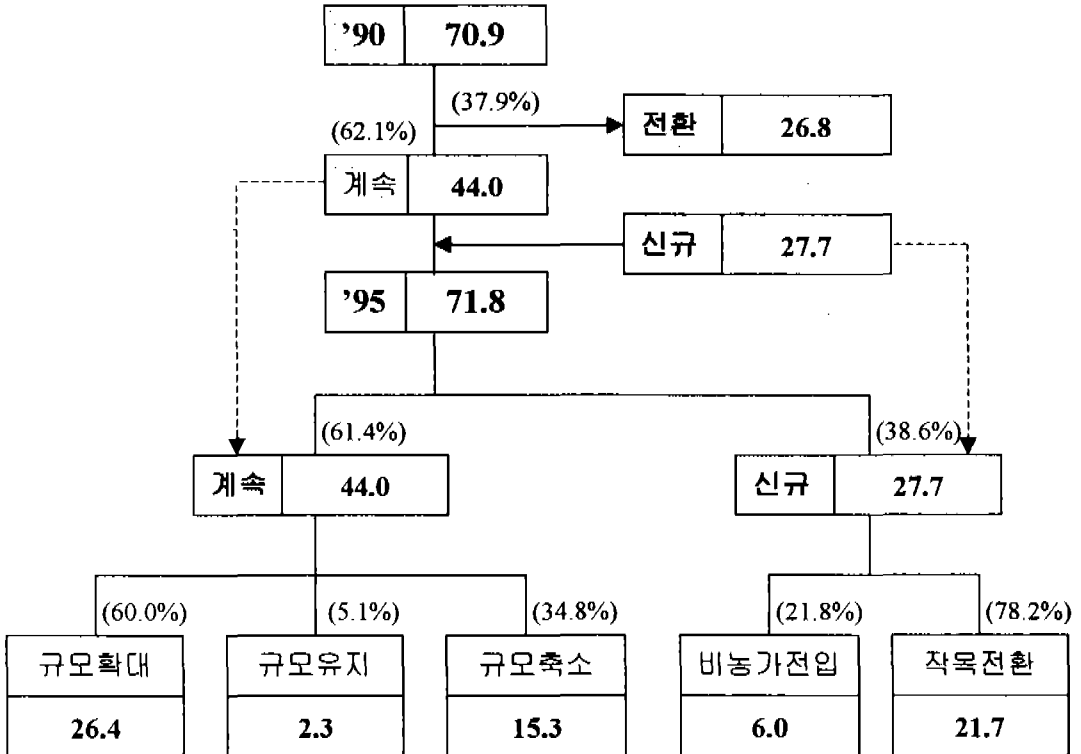 ’90 70.9
(37.9%)
전환 26.8
(62.1%)
계속 44.0
신규 27.7
’95 71.8
(61.4%) (38.6%)
계속 44.0 신규 27.7
(60.0%) (5.1%) (34.8%) (21.8%) (78.2%)
규모확대 규모유지 규모축소 비농가전입 작목전환
26.4 2.3 15.3 6.0 21.7